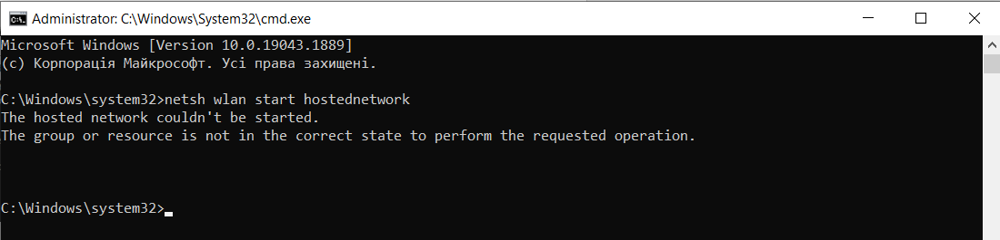 Administrator: C:\Windows\System32\cmd.exe
Microsoft Windows [Version 10.0.19043.1889]
(c) Корпорація Майкрософт. Усі права захищені.
C:\Windows\system32>netsh wlan start hostednetwork
The hosted network couldn't be started.
The group or resource is not in the correct state to perform the requested operation.
C:\Windows\system32>